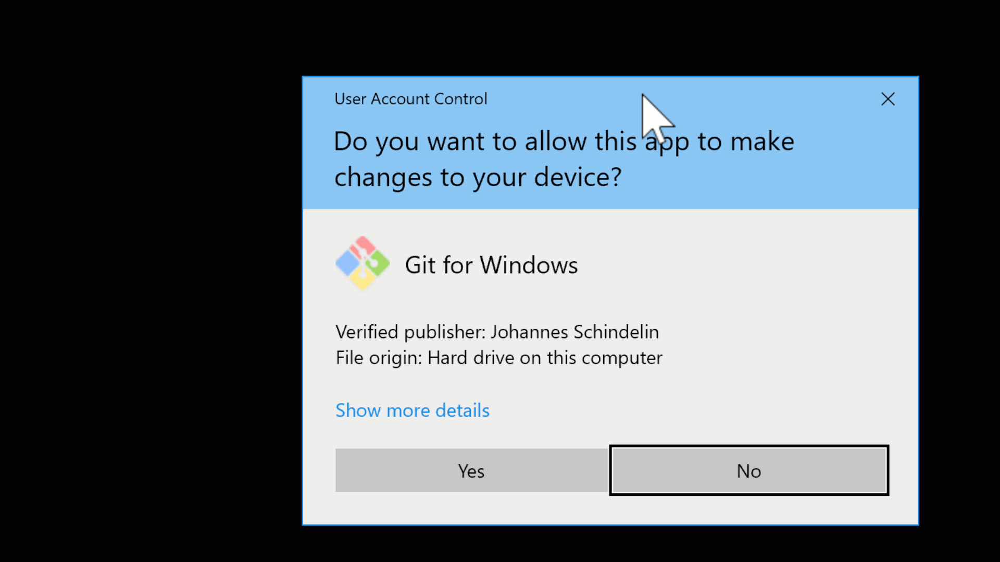 User Account Control
Do you want to allow this app to make
changes to your device?
Git for Windows
Verified publisher: Johannes Schindelin
File origin: Hard drive on this computer
Show more details
Yes
No